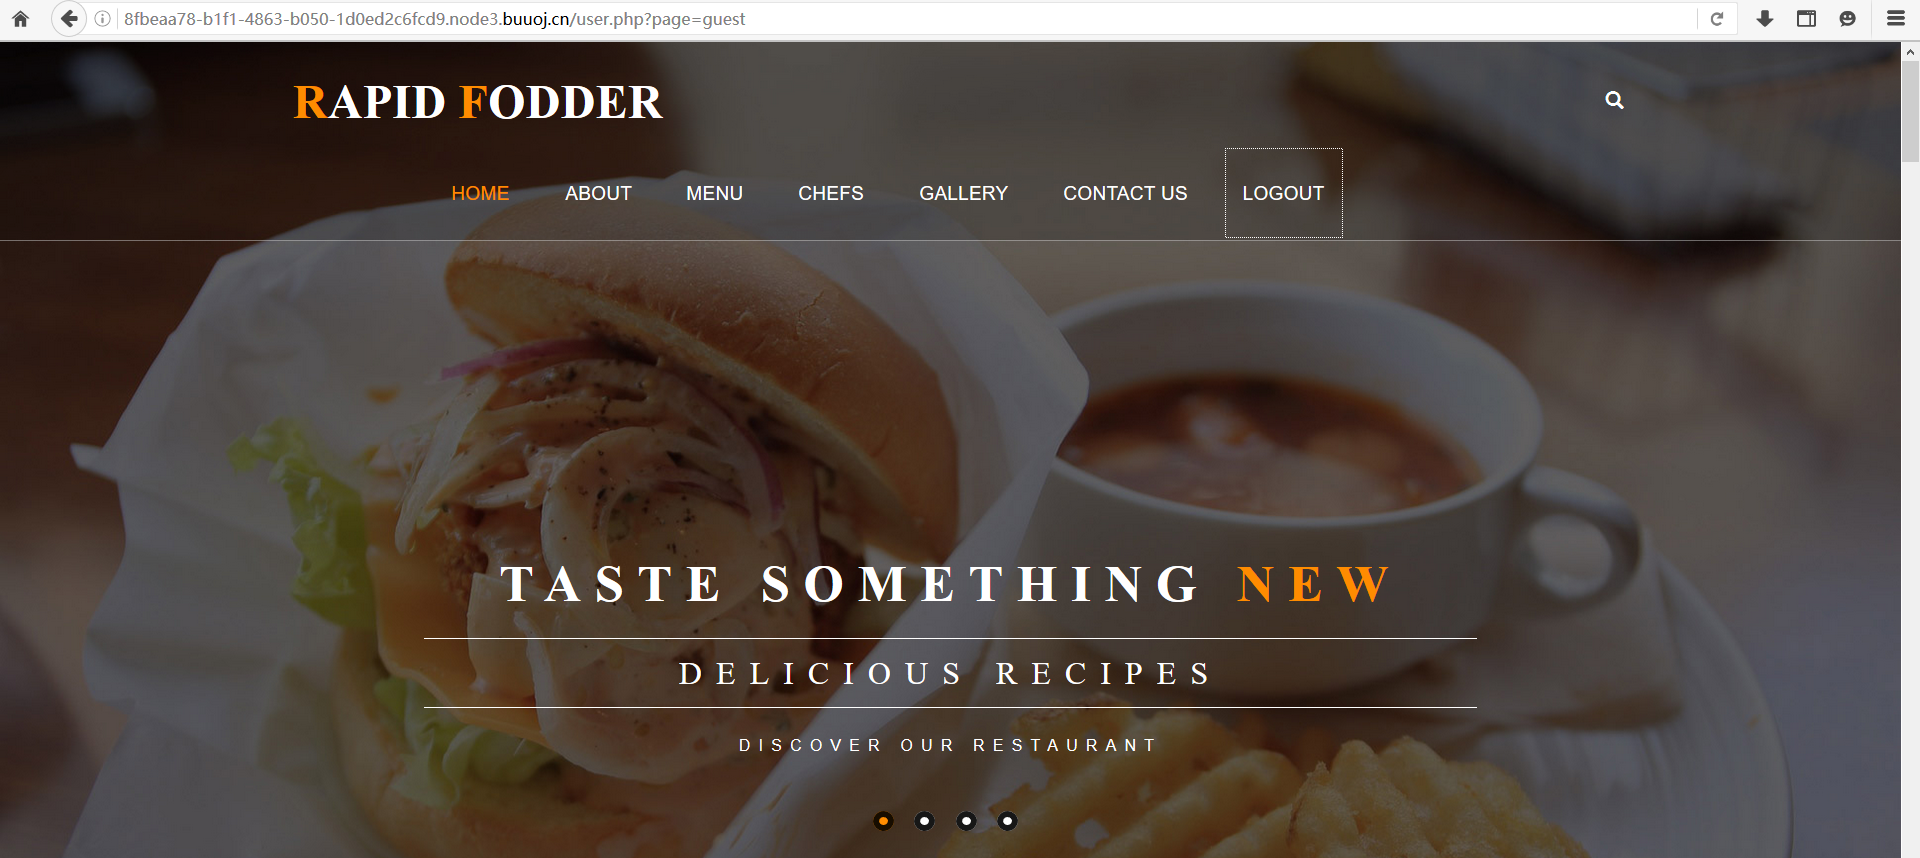 8fbeaa78-b1f1-4863-b050-1d0ed2c6fcd9.node3.buuoj.cn/user.php?page=guest
RAPID FODDER
HOME ABOUT MENU CHEFS GALLERY CONTACT US LOGOUT
TASTE SOMETHING NEW
DELICIOUS RECIPES
DISCOVER OUR RESTAURANT